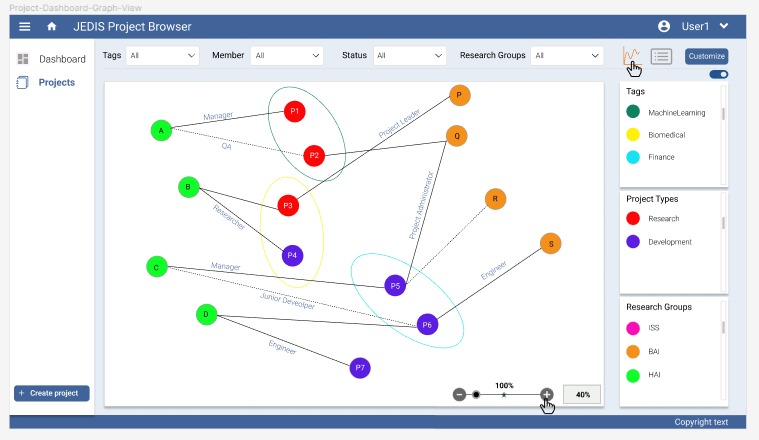 Project-Dashboard-Graph-View
JEDIS Project Browser
User1
Dashboard
Projects
Tags All
Member All
Status All
Research Groups All
Customize
A
B
C
D
P1
P2
P3
P4
P5
P6
P7
P
Q
R
S
Manager
QA
Project Leader
Researcher
Project Administrator
Manager
Junior Deveolper
Engineer
Engineer
Tags
MachineLearning
Biomedical
Finance
Project Types
Research
Development
Research Groups
ISS
BAI
HAI
100%
40%
+ Create project
Copyright text